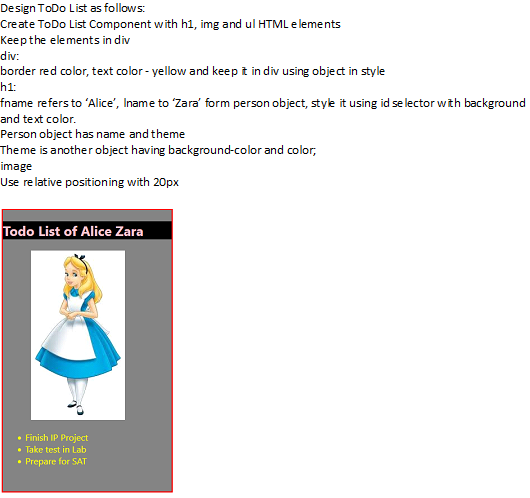 Design ToDo List as follows:
Create ToDo List Component with h1, img and ul HTML elements
Keep the elements in div
div:
border red color, text color - yellow and keep it in div using object in style
h1:
fname refers to ‘Alice’, lname to ‘Zara’ form person object, style it using id selector with background
and text color.
Person object has name and theme
Theme is another object having background-color and color;
image
Use relative positioning with 20px
Todo List of Alice Zara
• Finish IP Project
• Take test in Lab
• Prepare for SAT